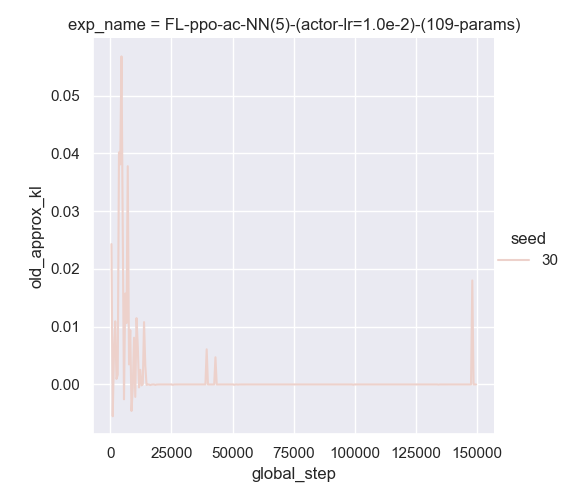 exp_name = FL-ppo-ac-NN(5)-(actor-lr=1.0e-2)-(109-params)
old_approx_kl
0.05
0.04
0.03
0.02
0.01
0.00
0 25000 50000 75000 100000 125000 150000
global_step
seed
30